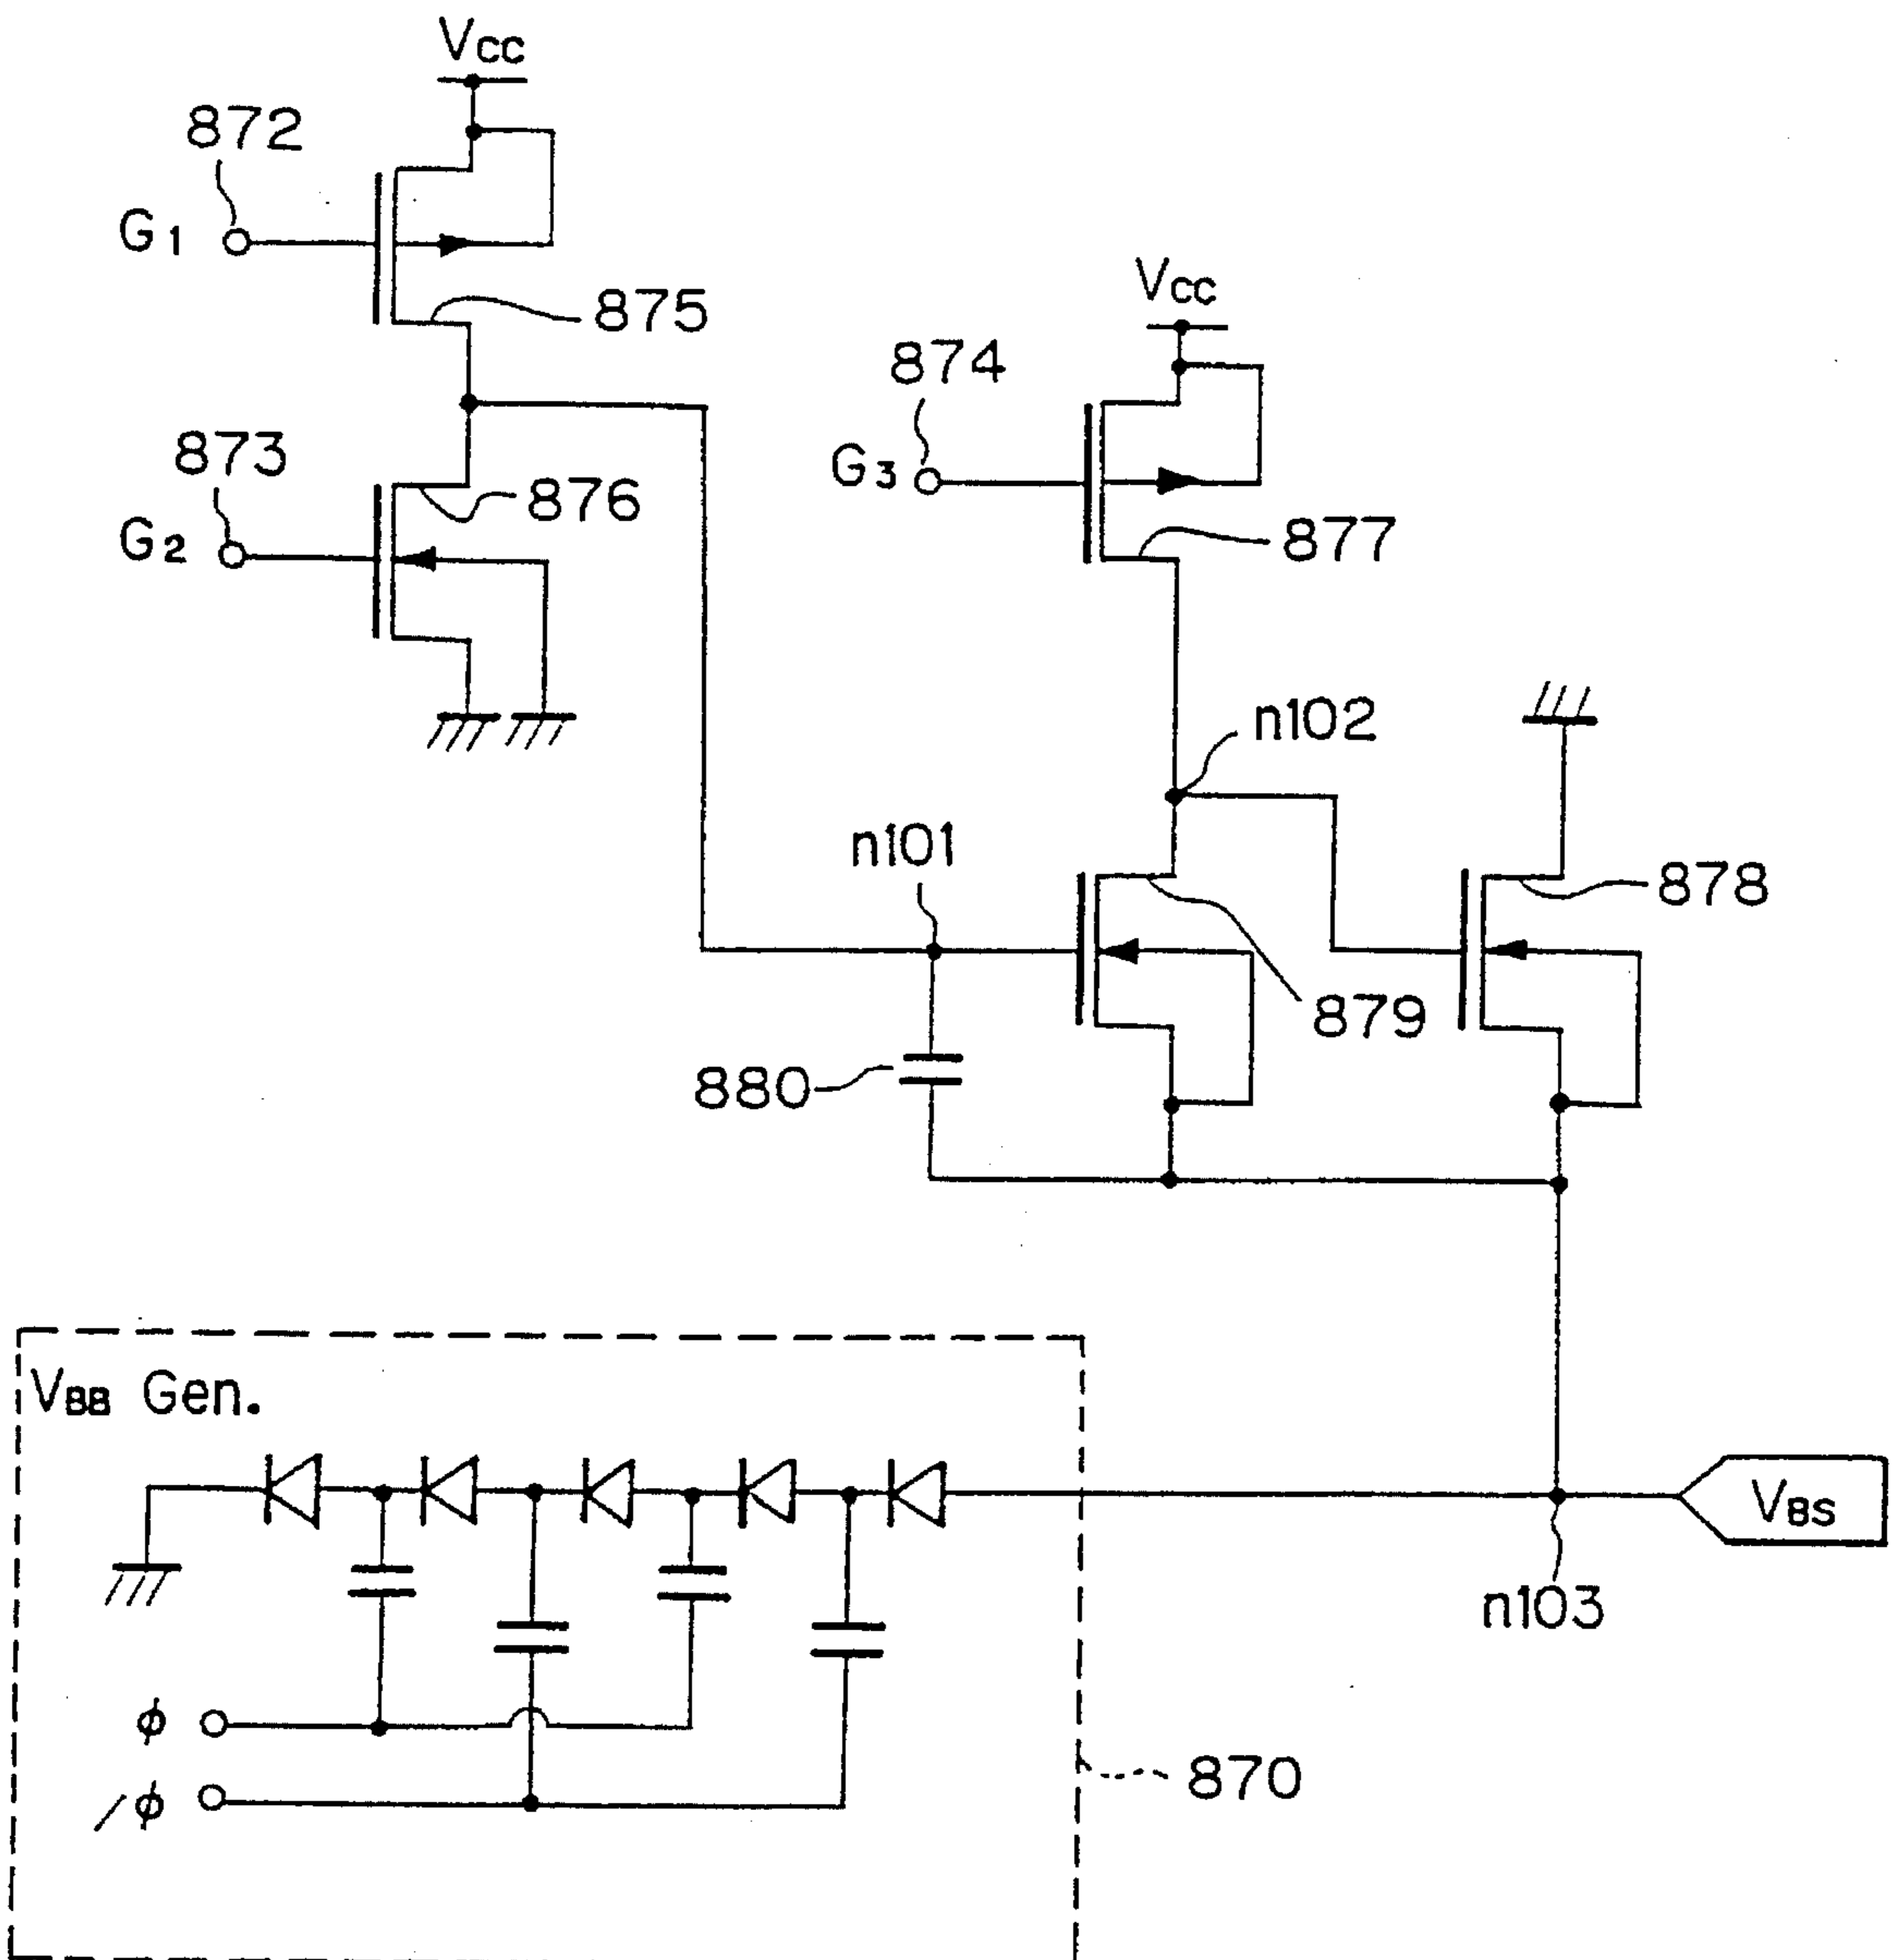 Vcc
872
G1
875
Vcc
874
873
G3
876
G2
877
n102
n101
878
879
880
VBB Gen.
VBS
n103
φ
870
/φ